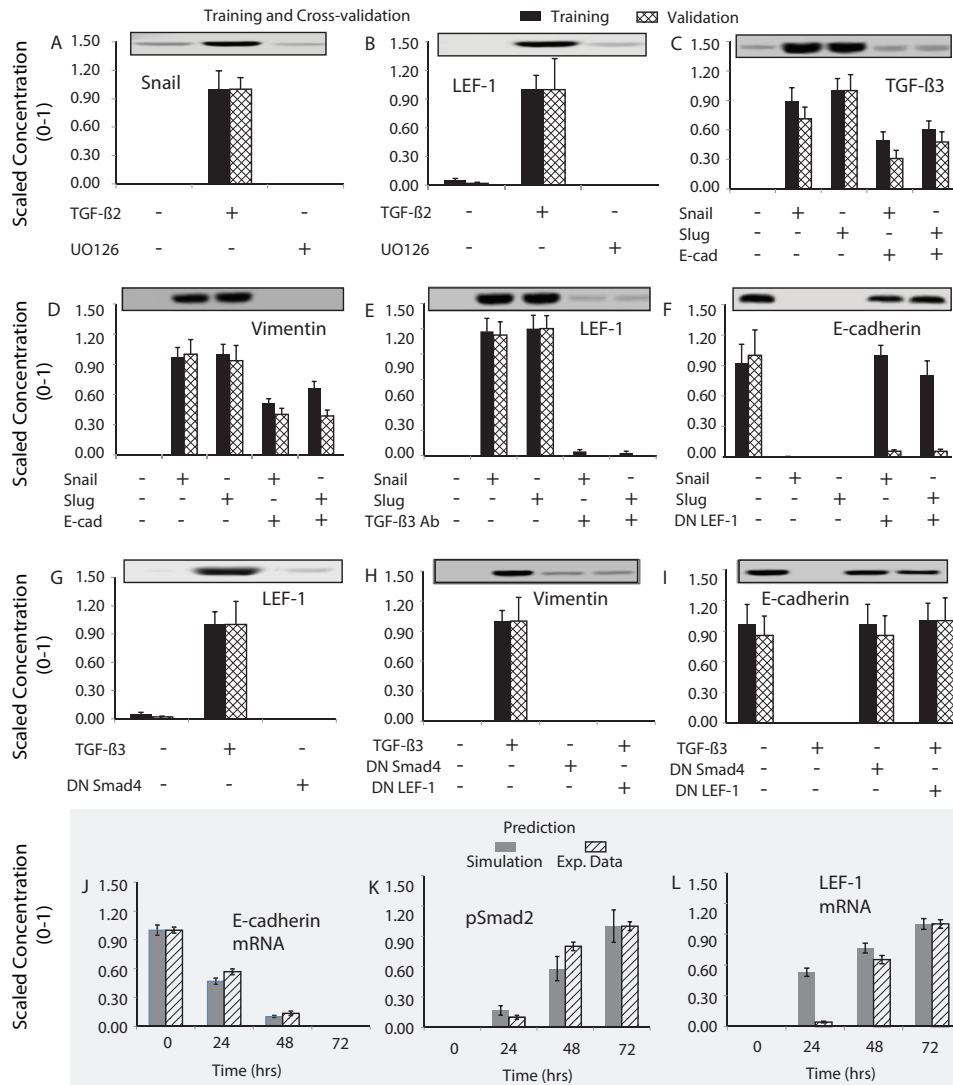 Training and Cross-validation
Training Validation
Scaled Concentration
(0-1)
A
1.50
1.20
0.90
0.60
0.30
0.00
Snail
TGF-ß2 - + -
UO126 - - +
B
1.50
1.20
0.90
0.60
0.30
0.00
LEF-1
TGF-ß2 - + -
UO126 - - +
C
1.50
1.20
0.90
0.60
0.30
0.00
TGF-ß3
Snail - + - + -
Slug - - + - +
E-cad - - - + +
Scaled Concentration
(0-1)
D
1.50
1.20
0.90
0.60
0.30
0.00
Vimentin
Snail - + - + -
Slug - - + - +
E-cad - - - + +
E
1.50
1.20
0.90
0.60
0.30
0.00
LEF-1
Snail - + - + -
Slug - - + - +
TGF-ß3 Ab - - - + +
F
1.50
1.20
0.90
0.60
0.30
0.00
E-cadherin
Snail - + - + -
Slug - - + - +
DN LEF-1 - - - + +
Scaled Concentration
(0-1)
G
1.50
1.20
0.90
0.60
0.30
0.00
LEF-1
TGF-ß3 - + -
DN Smad4 - - +
H
1.50
1.20
0.90
0.60
0.30
0.00
Vimentin
TGF-ß3 - + - +
DN Smad4 - - + -
DN LEF-1 - - - +
I
1.50
1.20
0.90
0.60
0.30
0.00
E-cadherin
TGF-ß3 - + - +
DN Smad4 - - + -
DN LEF-1 - - - +
Prediction
Simulation Exp. Data
Scaled Concentration
(0-1)
J
1.50
1.20
0.90
0.60
0.30
0.00
E-cadherin
mRNA
0 24 48 72
Time (hrs)
K
1.50
1.20
0.90
0.60
0.30
0.00
pSmad2
0 24 48 72
Time (hrs)
L
1.50
1.20
0.90
0.60
0.30
0.00
LEF-1
mRNA
0 24 48 72
Time (hrs)